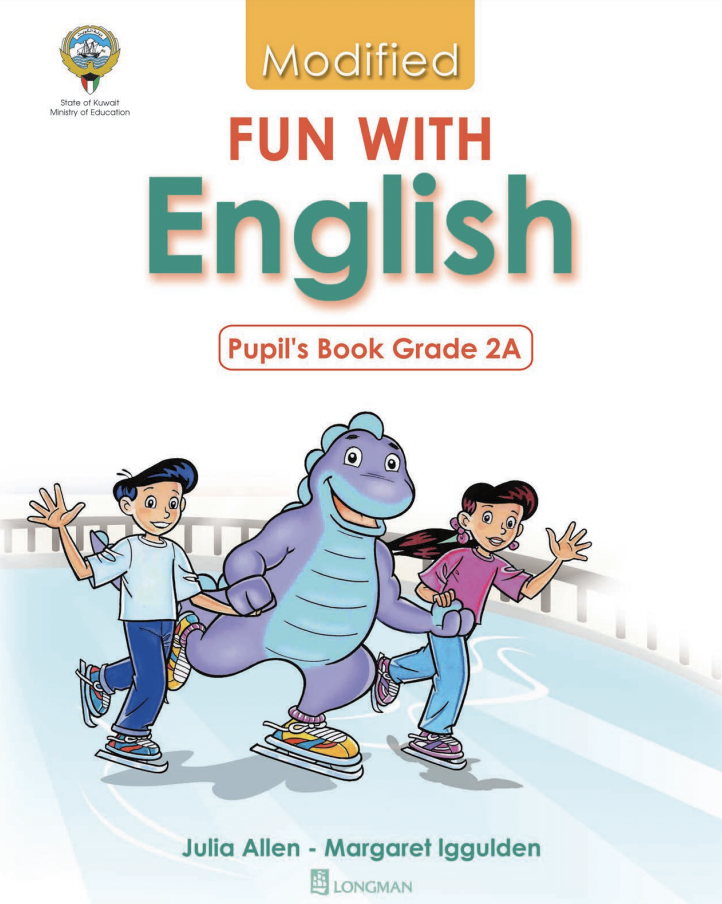 Modified
State of Kuwait
Ministry of Education
FUN WITH
English
Pupil's Book Grade 2A
Julia Allen - Margaret Iggulden
LONGMAN